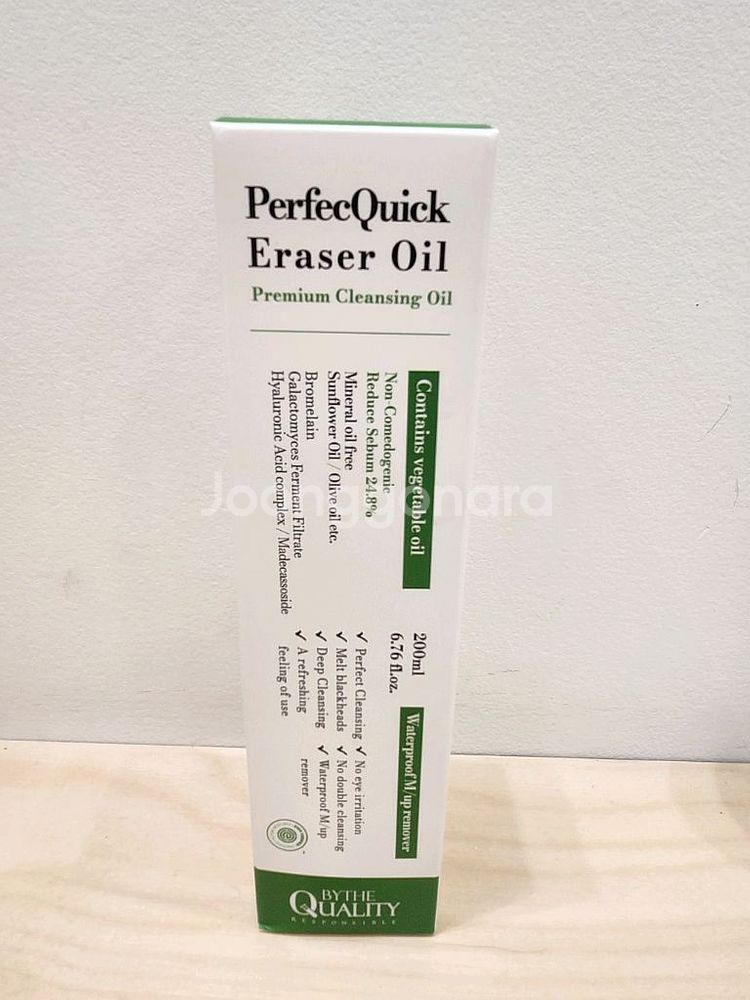 PerfecQuick
Eraser Oil
Premium Cleansing Oil
Contains vegetable oil
Non-Comedogenic
Reduce Sebum 24.8%
Mineral oil free
Sunflower Oil / Olive oil etc.
Bromelain
Galactomyces Ferment Filtrate
Hyaluronic Acid complex / Madecassoside
200ml
6.76 fl.oz.
Waterproof M/up remover
✓ Perfect Cleansing
✓ Melt blackheads
✓ Deep Cleansing
✓ A refreshing
feeling of use
✓ No eye irritation
✓ No double cleansing
✓ Waterproof M/up
remover
BYTHE
QUALITY
RESPONSIBLE
Joonggonara